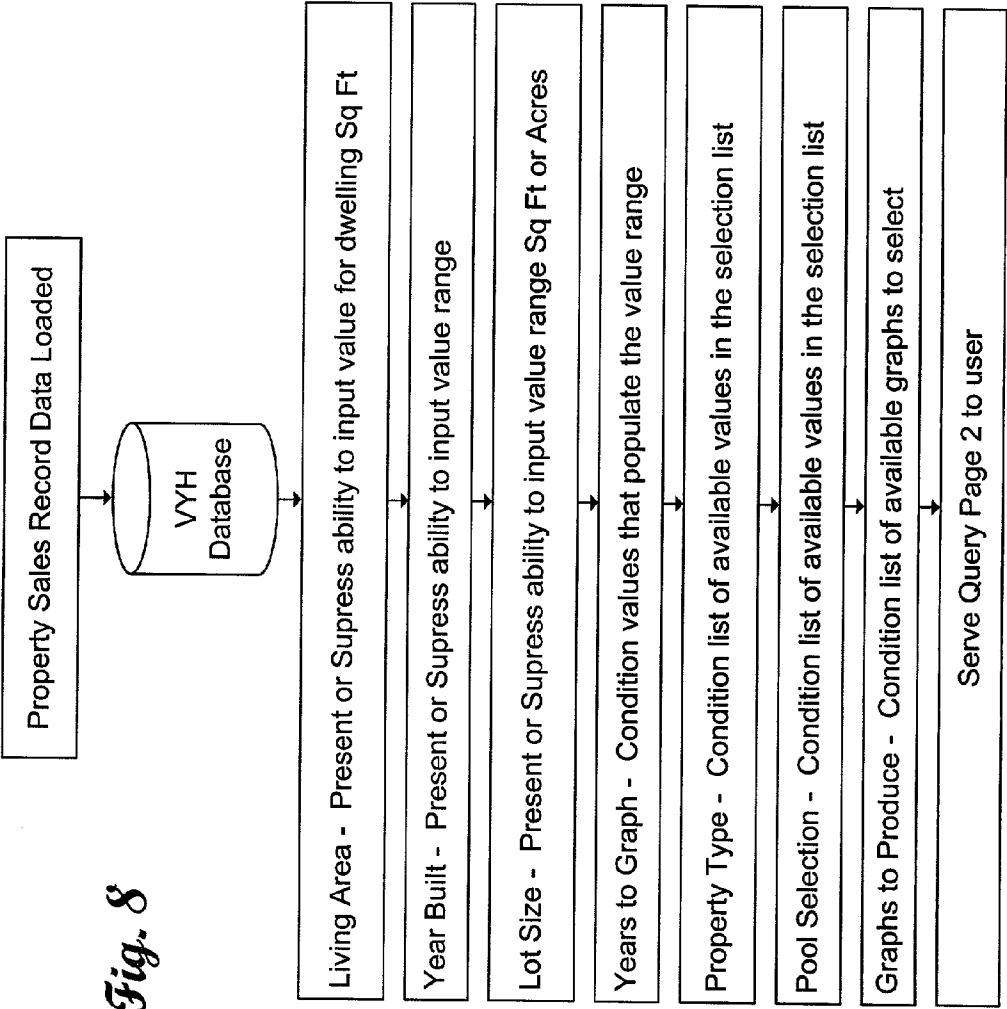 Fig. 8
Property Sales Record Data Loaded
VYH
Database
Living Area - Present or Supress ability to input value for dwelling Sq Ft
Year Built - Present or Supress ability to input value range
Lot Size - Present or Supress ability to input value range Sq Ft or Acres
Years to Graph - Condition values that populate the value range
Property Type - Condition list of available values in the selection list
Pool Selection - Condition list of available values in the selection list
Graphs to Produce - Condition list of available graphs to select
Serve Query Page 2 to user